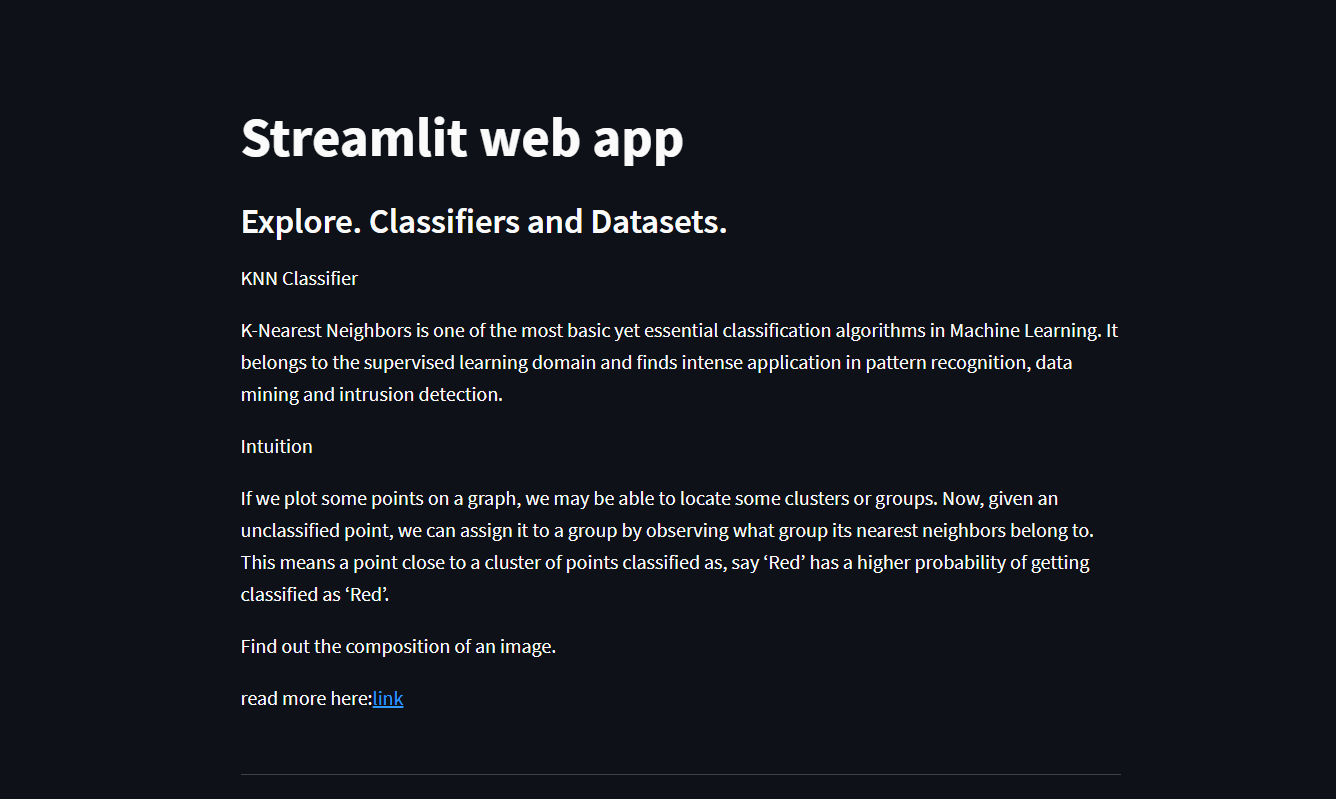 Streamlit web app
Explore. Classifiers and Datasets.
KNN Classifier
K-Nearest Neighbors is one of the most basic yet essential classification algorithms in Machine Learning. It
belongs to the supervised learning domain and finds intense application in pattern recognition, data
mining and intrusion detection.
Intuition
If we plot some points on a graph, we may be able to locate some clusters or groups. Now, given an
unclassified point, we can assign it to a group by observing what group its nearest neighbors belong to.
This means a point close to a cluster of points classified as, say ‘Red’ has a higher probability of getting
classified as ‘Red’.
Find out the composition of an image.
read more here:link